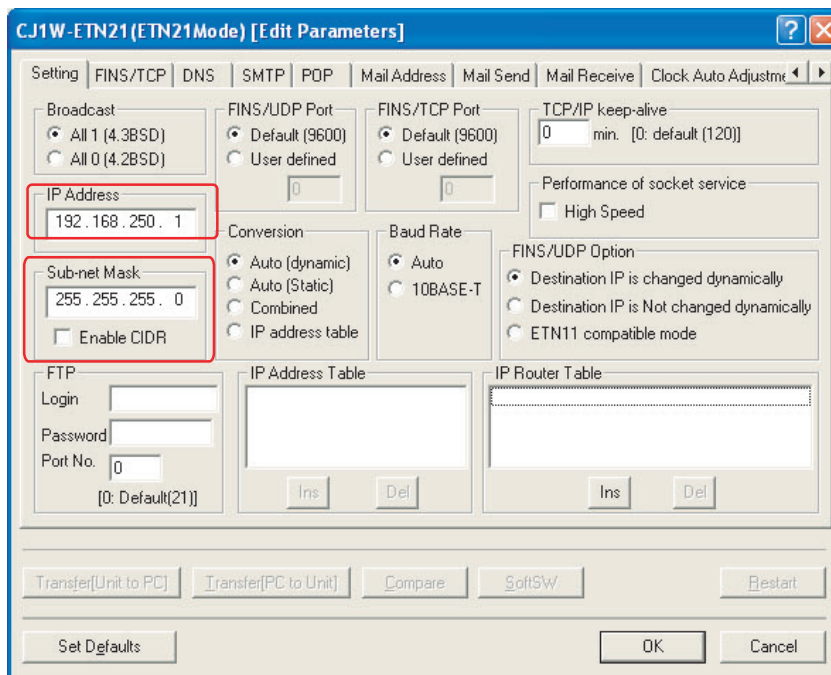 CJ1W-ETN21(ETN21Mode) [Edit Parameters]
Setting FINS/TCP DNS SMTP POP Mail Address Mail Send Mail Receive Clock Auto Adjustme
Broadcast
All 1 (4.3BSD)
All 0 (4.2BSD)
FINS/UDP Port
Default (9600)
User defined
0
FINS/TCP Port
Default (9600)
User defined
0
TCP/IP keep-alive
0 min. [0: default (120)]
IP Address
192.168.250. 1
Performance of socket service
High Speed
Sub-net Mask
255.255.255. 0
Enable CIDR
Conversion
Auto (dynamic)
Auto (Static)
Combined
IP address table
Baud Rate
Auto
10BASE-T
FINS/UDP Option
Destination IP is changed dynamically
Destination IP is Not changed dynamically
ETN11 compatible mode
FTP
Login
Password
Port No. 0
[0: Default(21)]
IP Address Table
Ins Del
IP Router Table
Ins Del
Transfer[Unit to PC] Transfer[PC to Unit] Compare SoftSW Restart
Set Defaults OK Cancel